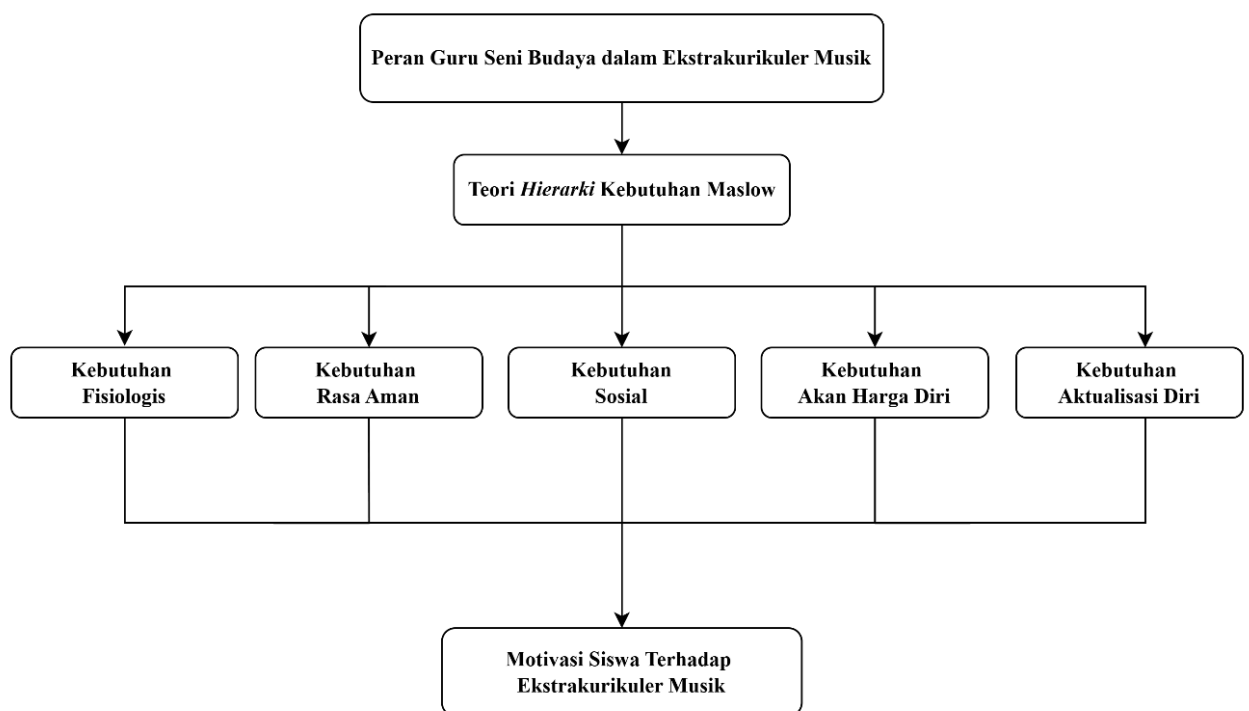 Peran Guru Seni Budaya dalam Ekstrakurikuler Musik
Teori Hierarki Kebutuhan Maslow
Kebutuhan
Fisiologis
Kebutuhan
Rasa Aman
Kebutuhan
Sosial
Kebutuhan
Akan Harga Diri
Kebutuhan
Aktualisasi Diri
Motivasi Siswa Terhadap
Ekstrakurikuler Musik